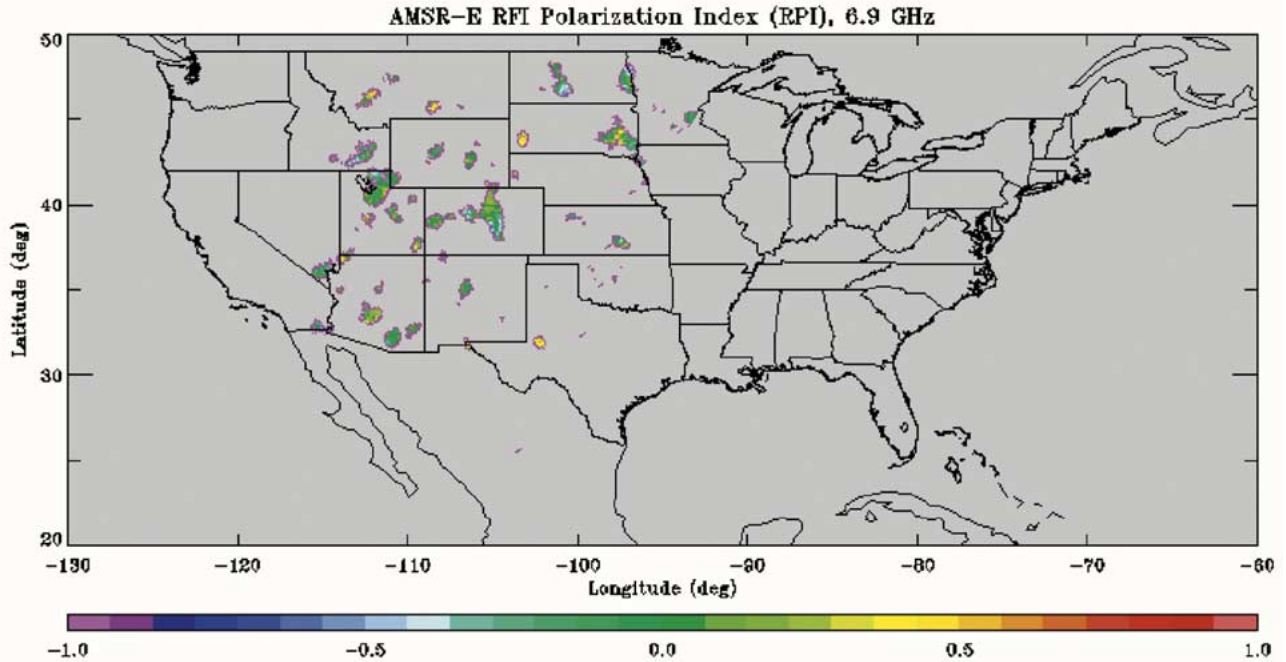 AMSR-E RFI Polarization Index (RPI), 6.9 GHz
50
40
30
20
Latitude (deg)
-130 -120 -110 -100 -90 -80 -70 -60
Longitude (deg)
-1.0 -0.5 0.0 0.5 1.0